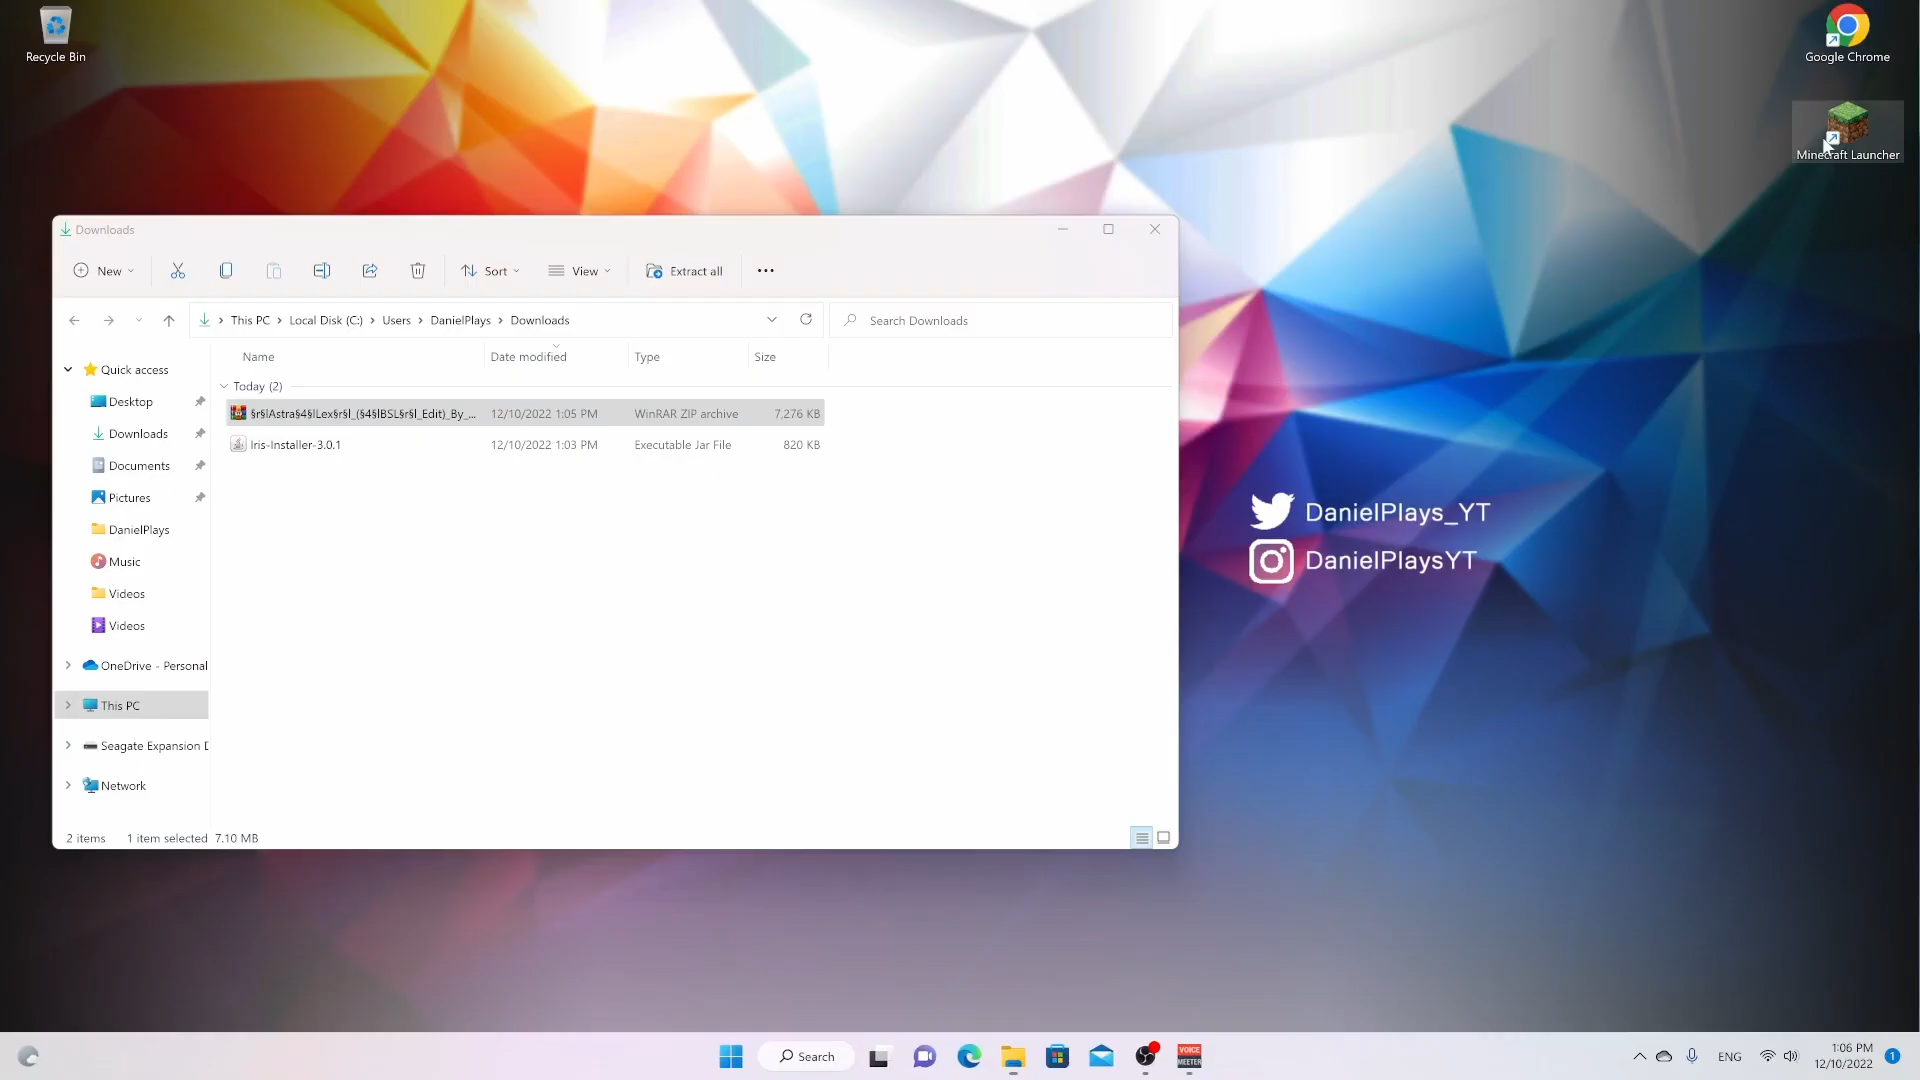 Recycle Bin
Google Chrome
Minecraft Launcher
Downloads
New
Sort
View
Extract all
This PC
Local Disk (C:)
Users
DanielPlays
Downloads
Search Downloads
Name
Date modified
Type
Size
Today (2)
§r§lAstra§4§lLex§r§l_(§4§lBSL§r§l_Edit)_By_...
12/10/2022 1:05 PM
WinRAR ZIP archive
7,276 KB
Iris-Installer-3.0.1
12/10/2022 1:03 PM
Executable Jar File
820 KB
Quick access
Desktop
Downloads
Documents
Pictures
DanielPlays
Music
Videos
Videos
OneDrive - Personal
This PC
Seagate Expansion D
Network
2 items
1 item selected 7.10 MB
DanielPlays_YT
DanielPlaysYT
Search
VOICE
MEETER
ENG
1:06 PM
12/10/2022
1